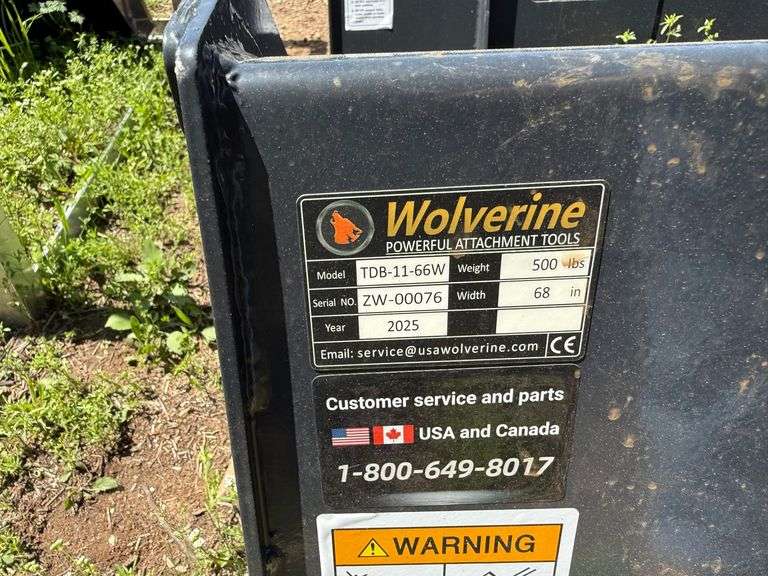 Wolverine
POWERFUL ATTACHMENT TOOLS
Model TDB-11-66W Weight 500 lbs
Serial NO. ZW-00076 Width 68 in
Year 2025
Email: service@usawolverine.com CE
Customer service and parts
USA and Canada
1-800-649-8017
WARNING